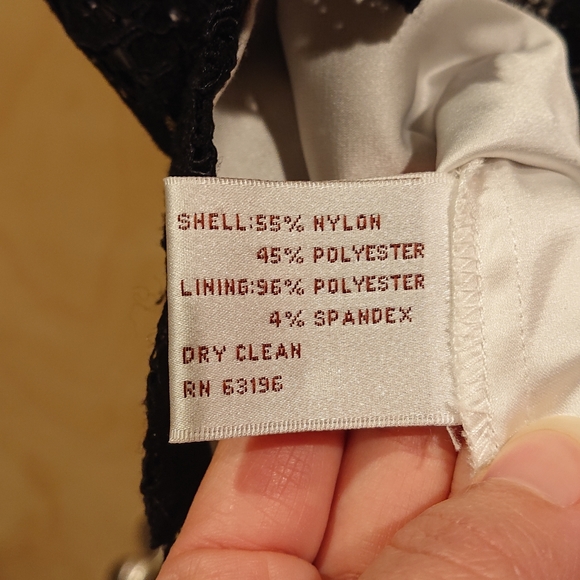 SHELL:55% NYLON
45% POLYESTER
LINING:96% POLYESTER
4% SPANDEX
DRY CLEAN
RN 63196